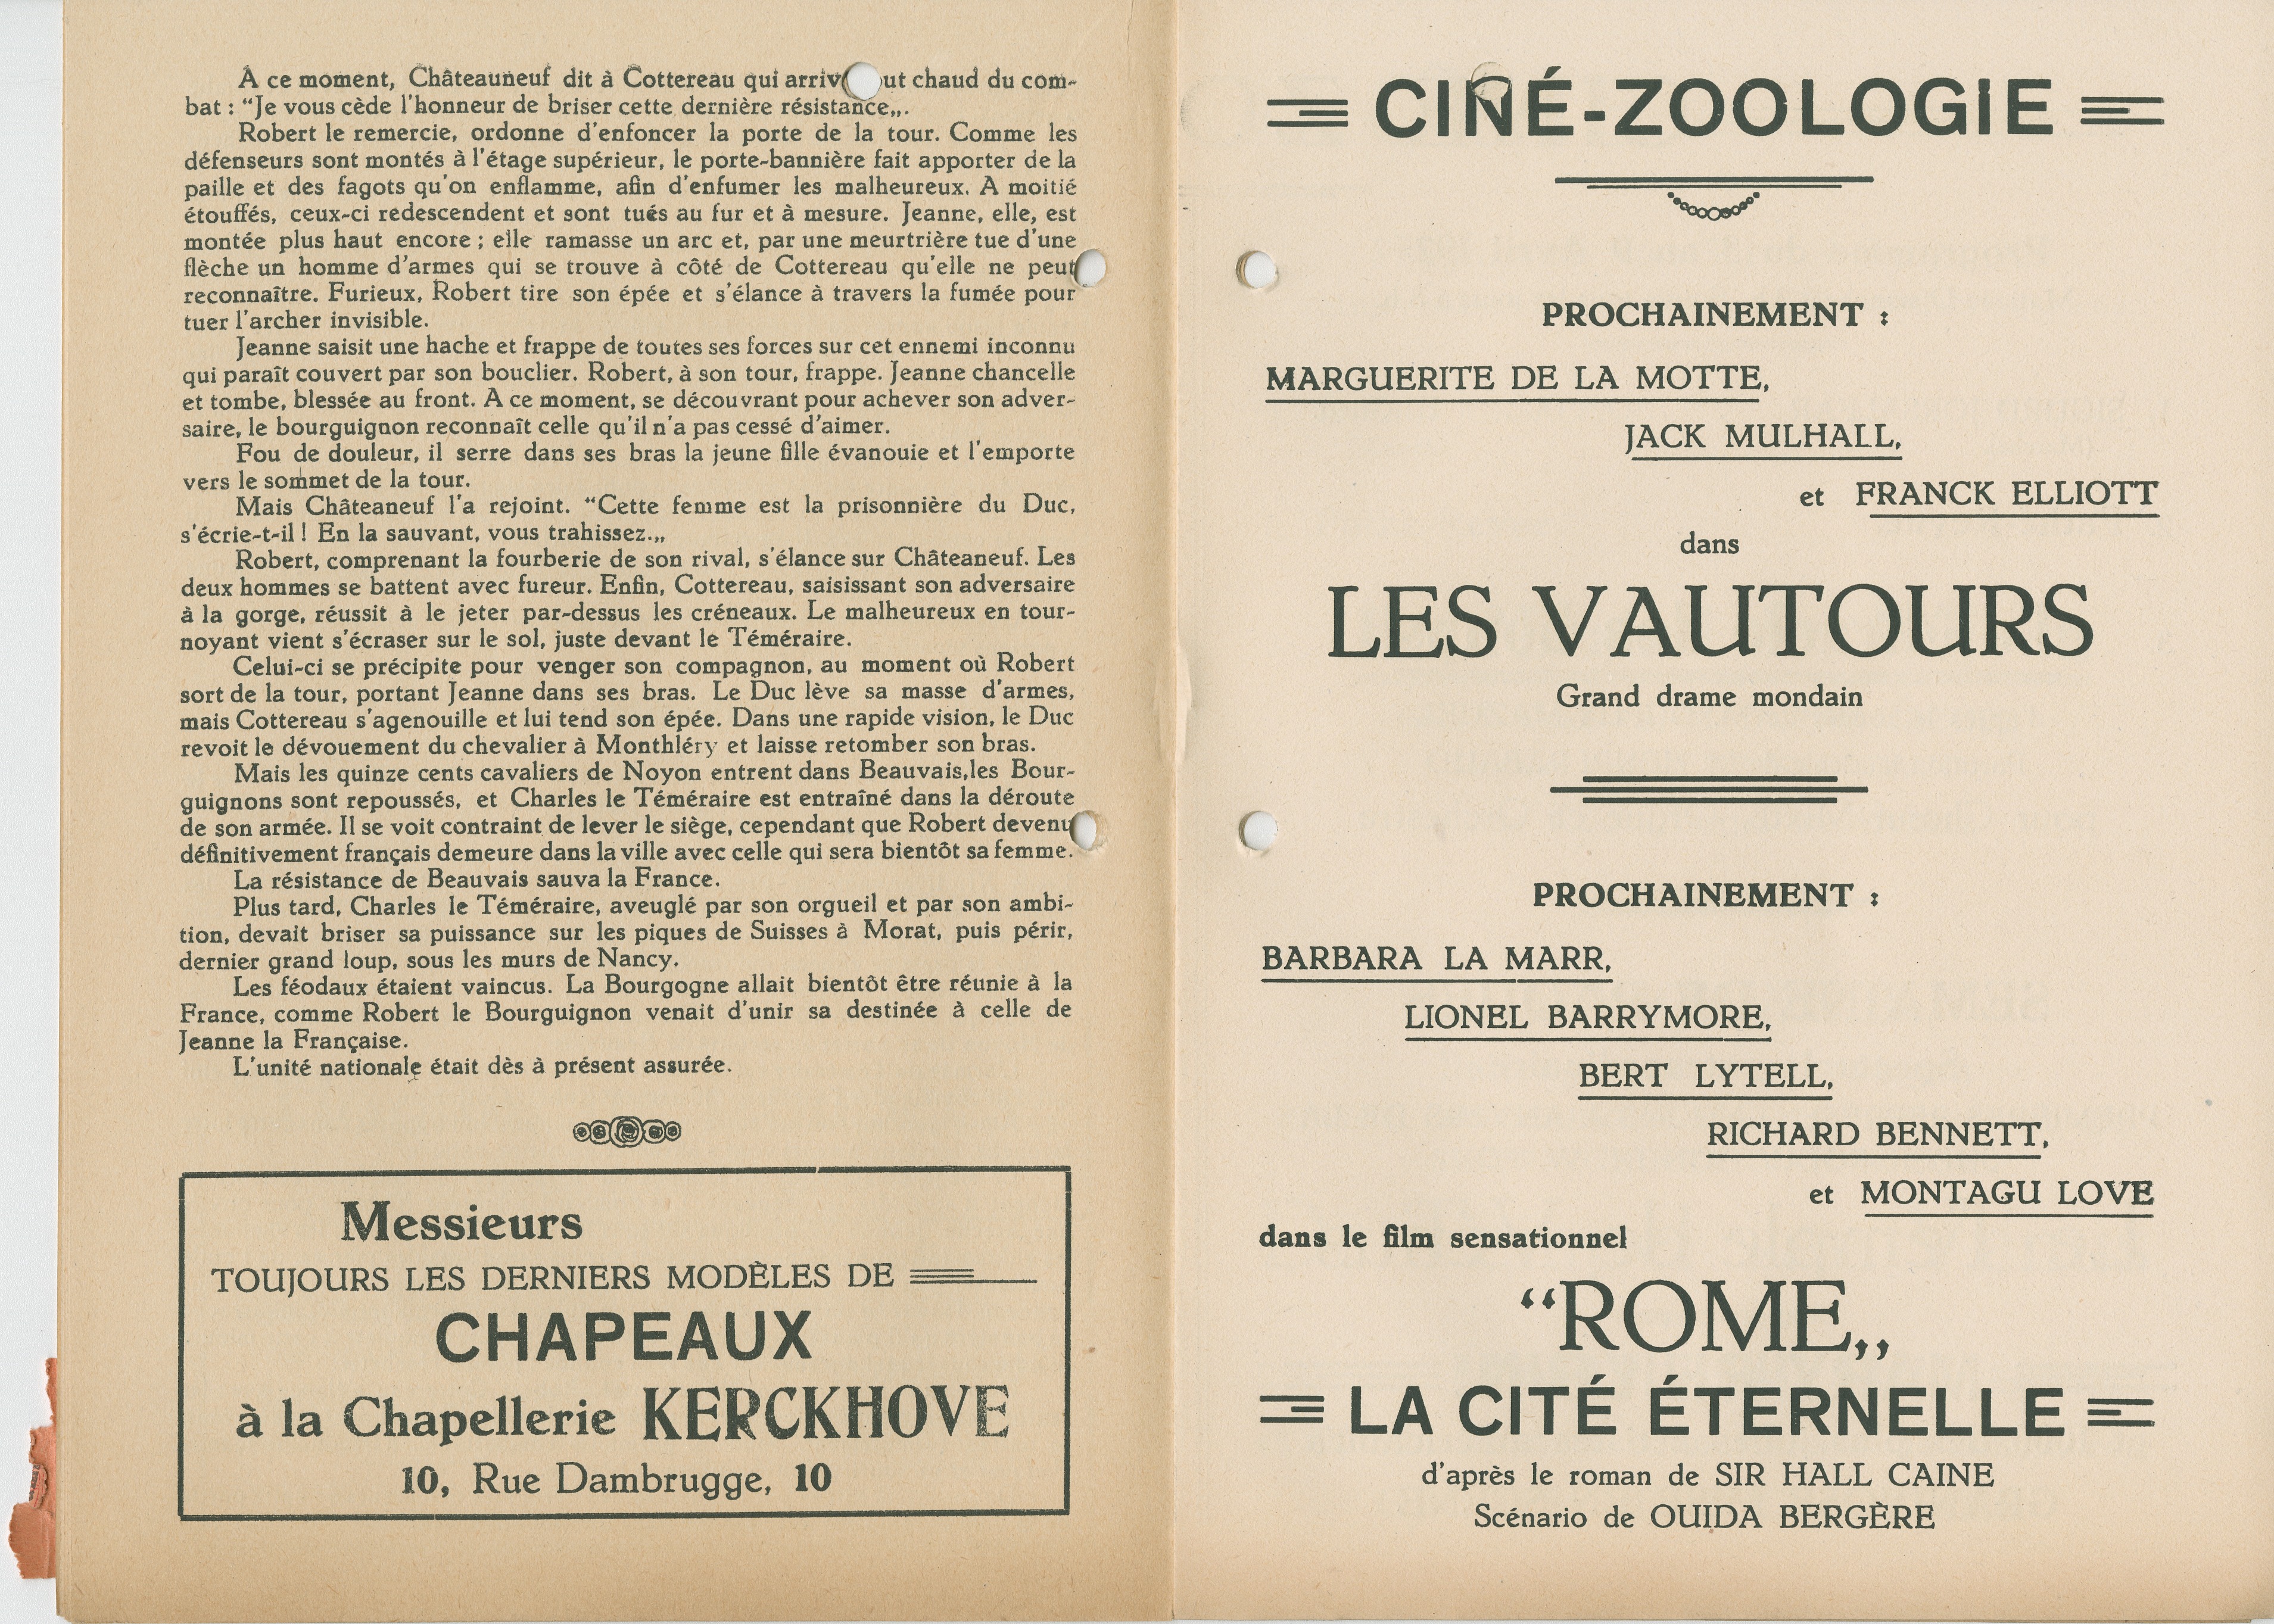 A ce moment, Châteauneuf dit à Cottereau qui arriv ut chaud du com-
bat : “Je vous cède l'honneur de briser cette dernière résistance„.
Robert le remercie, ordonne d'enfoncer la porte de la tour. Comme les
défenseurs sont montés à l'étage supérieur, le porte-bannière fait apporter de la
paille et des fagots qu'on enflamme, afin d'enfumer les malheureux. A moitié
étouffés, ceux-ci redescendent et sont tués au fur et à mesure. Jeanne, elle, est
montée plus haut encore ; elle ramasse un arc et, par une meurtrière tue d'une
flèche un homme d'armes qui se trouve à côté de Cottereau qu'elle ne peut
reconnaître. Furieux, Robert tire son épée et s'élance à travers la fumée pour
tuer l'archer invisible.
Jeanne saisit une hache et frappe de toutes ses forces sur cet ennemi inconnu
qui paraît couvert par son bouclier. Robert, à son tour, frappe. Jeanne chancelle
et tombe, blessée au front. A ce moment, se découvrant pour achever son adver-
saire, le bourguignon reconnaît celle qu'il n'a pas cessé d'aimer.
Fou de douleur, il serre dans ses bras la jeune fille évanouie et l'emporte
vers le sommet de la tour.
Mais Châteaneuf l'a rejoint. “Cette femme est la prisonnière du Duc,
s'écrie-t-il ! En la sauvant, vous trahissez.„
Robert, comprenant la fourberie de son rival, s'élance sur Châteaneuf. Les
deux hommes se battent avec fureur. Enfin, Cottereau, saisissant son adversaire
à la gorge, réussit à le jeter par-dessus les créneaux. Le malheureux en tour-
noyant vient s'écraser sur le sol, juste devant le Téméraire.
Celui-ci se précipite pour venger son compagnon, au moment où Robert
sort de la tour, portant Jeanne dans ses bras. Le Duc lève sa masse d'armes,
mais Cottereau s'agenouille et lui tend son épée. Dans une rapide vision, le Duc
revoit le dévouement du chevalier à Monthléry et laisse retomber son bras.
Mais les quinze cents cavaliers de Noyon entrent dans Beauvais,les Bour-
guignons sont repoussés, et Charles le Téméraire est entraîné dans la déroute
de son armée. Il se voit contraint de lever le siège, cependant que Robert devenu
définitivement français demeure dans la ville avec celle qui sera bientôt sa femme.
La résistance de Beauvais sauva la France.
Plus tard, Charles le Téméraire, aveuglé par son orgueil et par son ambi-
tion, devait briser sa puissance sur les piques de Suisses à Morat, puis périr,
dernier grand loup, sous les murs de Nancy.
Les féodaux étaient vaincus. La Bourgogne allait bientôt être réunie à la
France, comme Robert le Bourguignon venait d'unir sa destinée à celle de
Jeanne la Française.
L'unité nationale était dès à présent assurée.
Messieurs
TOUJOURS LES DERNIERS MODÈLES DE
CHAPEAUX
à la Chapellerie KERCKHOVE
10, Rue Dambrugge, 10
CINÉ-ZOOLOGIE
PROCHAINEMENT :
MARGUERITE DE LA MOTTE,
JACK MULHALL,
et FRANCK ELLIOTT
dans
LES VAUTOURS
Grand drame mondain
PROCHAINEMENT :
BARBARA LA MARR,
LIONEL BARRYMORE,
BERT LYTELL,
RICHARD BENNETT,
et MONTAGU LOVE
dans le film sensationnel
“ROME„
LA CITÉ ÉTERNELLE
d'après le roman de SIR HALL CAINE
Scénario de OUIDA BERGÈRE